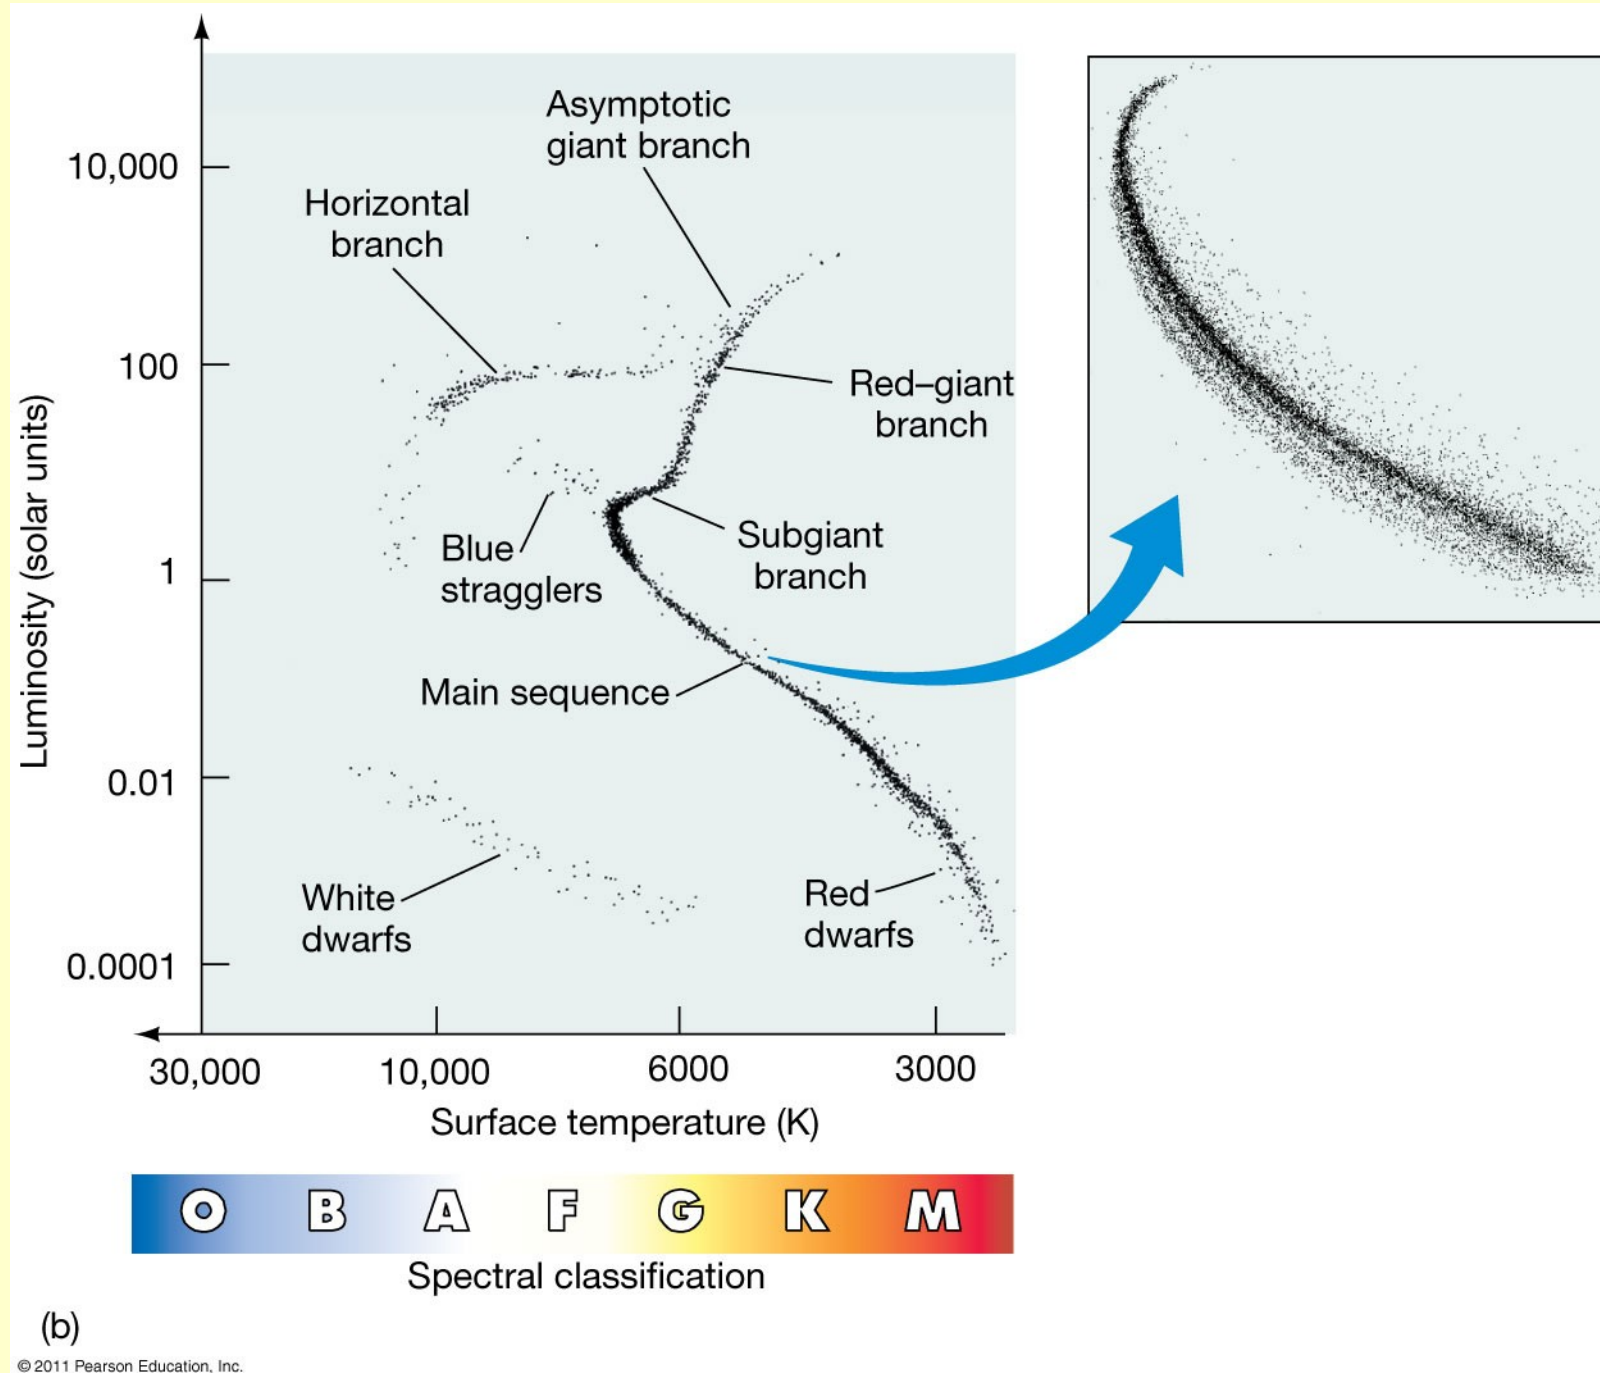 Asymptotic
giant branch
10,000
Horizontal
branch
100
Red–giant
branch
Luminosity (solar units)
Blue
stragglers
Subgiant
branch
1
Main sequence
0.01
White
dwarfs
Red
dwarfs
0.0001
30,000
10,000
6000
3000
Surface temperature (K)
O B A F G K M
Spectral classification
(b)
© 2011 Pearson Education, Inc.